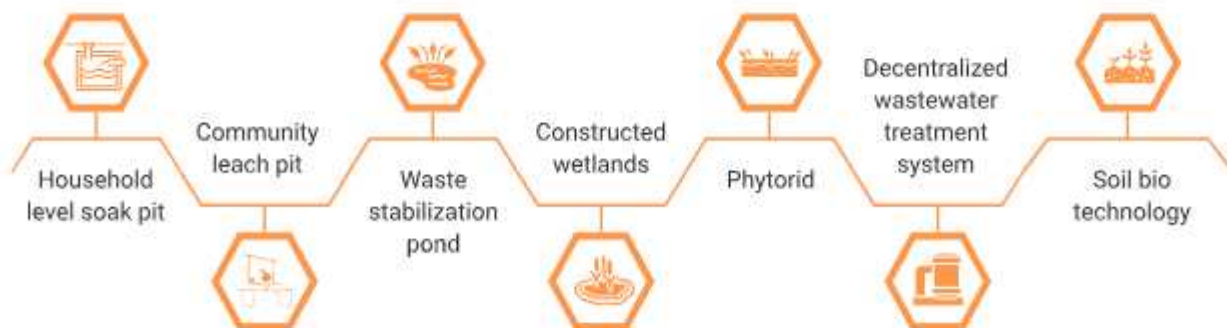 Household
level soak pit
Community
leach pit
Waste
stabilization
pond
Constructed
wetlands
Phytorid
Decentralized
wastewater
treatment
system
Soil bio
technology